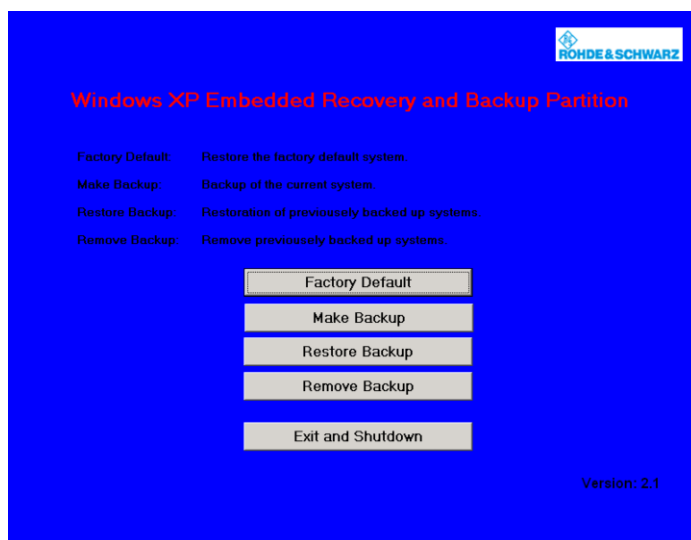 ROHDE & SCHWARZ
Windows XP Embedded Recovery and Backup Partition
Factory Default: Restore the factory default system.
Make Backup: Backup of the current system.
Restore Backup: Restoration of previousely backed up systems
Remove Backup: Remove previousely backed up systems.
Factory Default
Make Backup
Restore Backup
Remove Backup
Exit and Shutdown
Version: 2.1